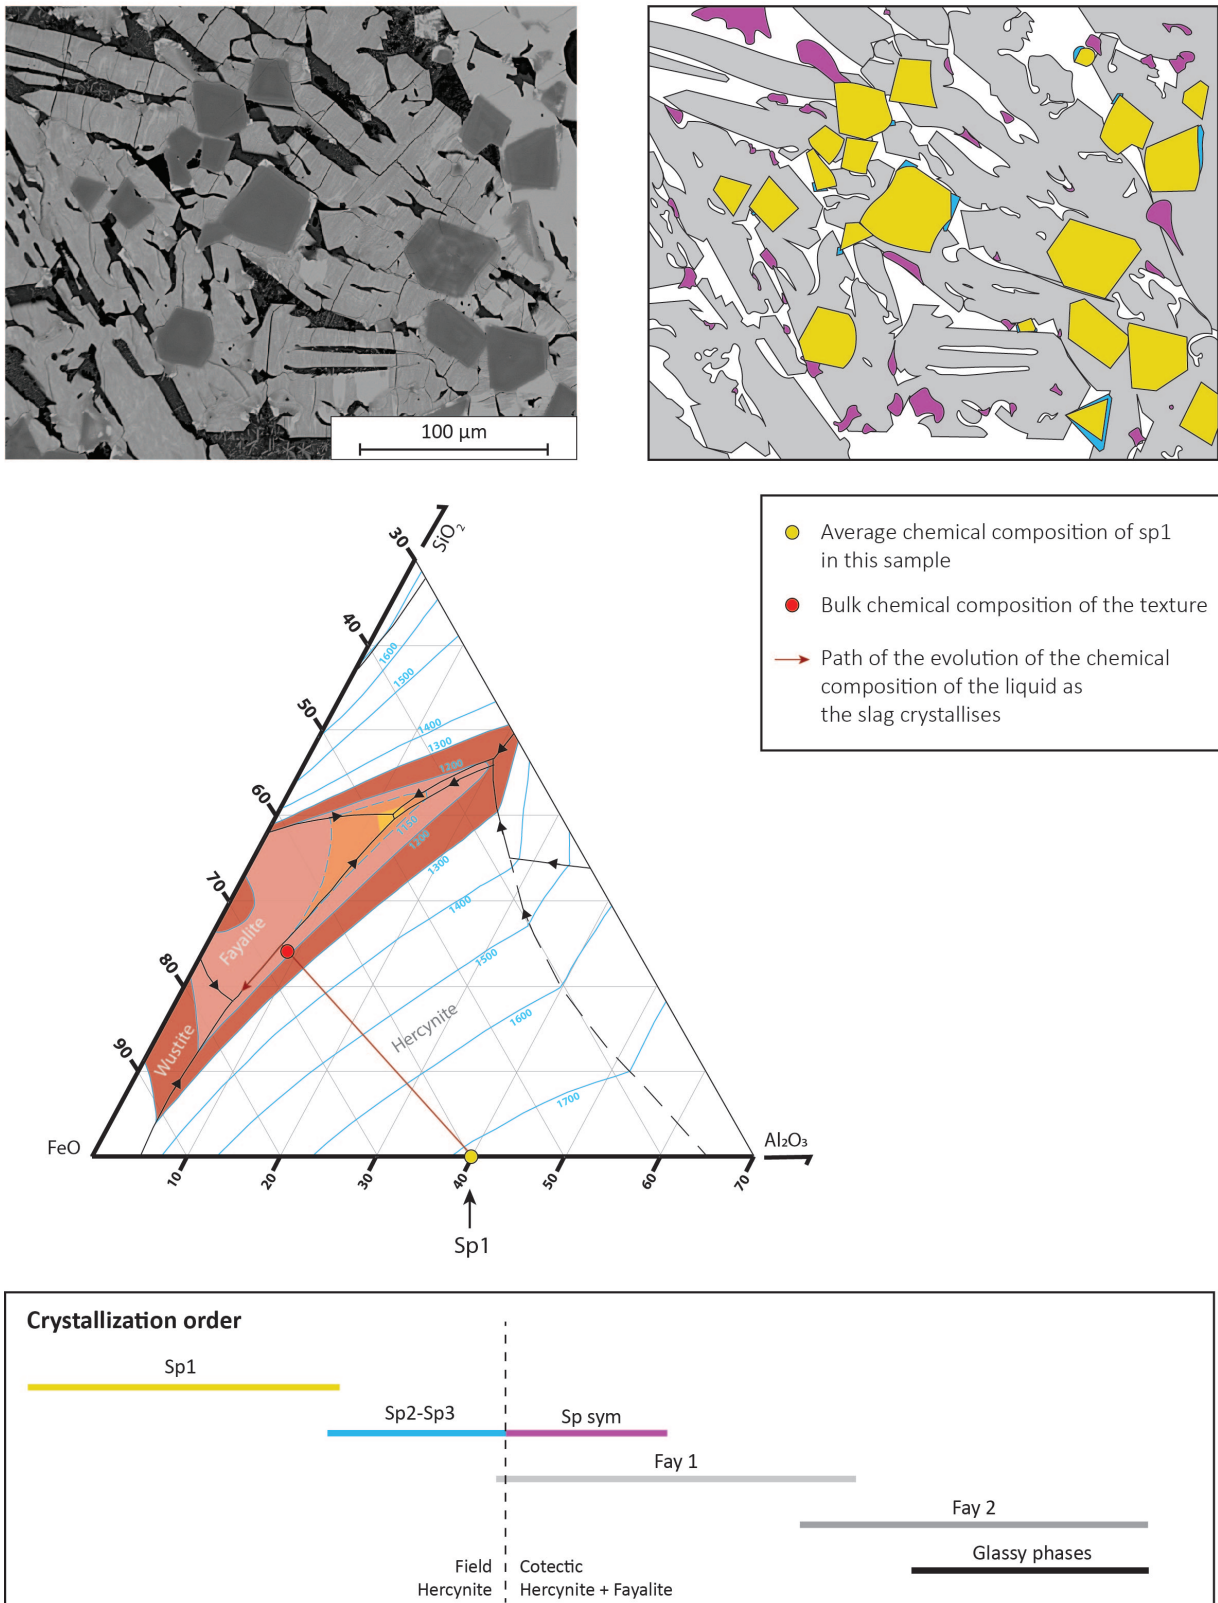 100 µm
Average chemical composition of sp1
in this sample
Bulk chemical composition of the texture
Path of the evolution of the chemical
composition of the liquid as
the slag crystallises
30
SiO₂
40
1600
1500
50
1400
1300
1200
60
1150
1200
1300
70
1400
Fayalite
80
1500
1600
Hercynite
90
Wustite
1700
FeO
Al₂O₃
10
20
30
40
50
60
70
Sp1
Crystallization order
Sp1
Sp2-Sp3
Sp sym
Fay 1
Fay 2
Glassy phases
Field
Hercynite
Cotectic
Hercynite + Fayalite